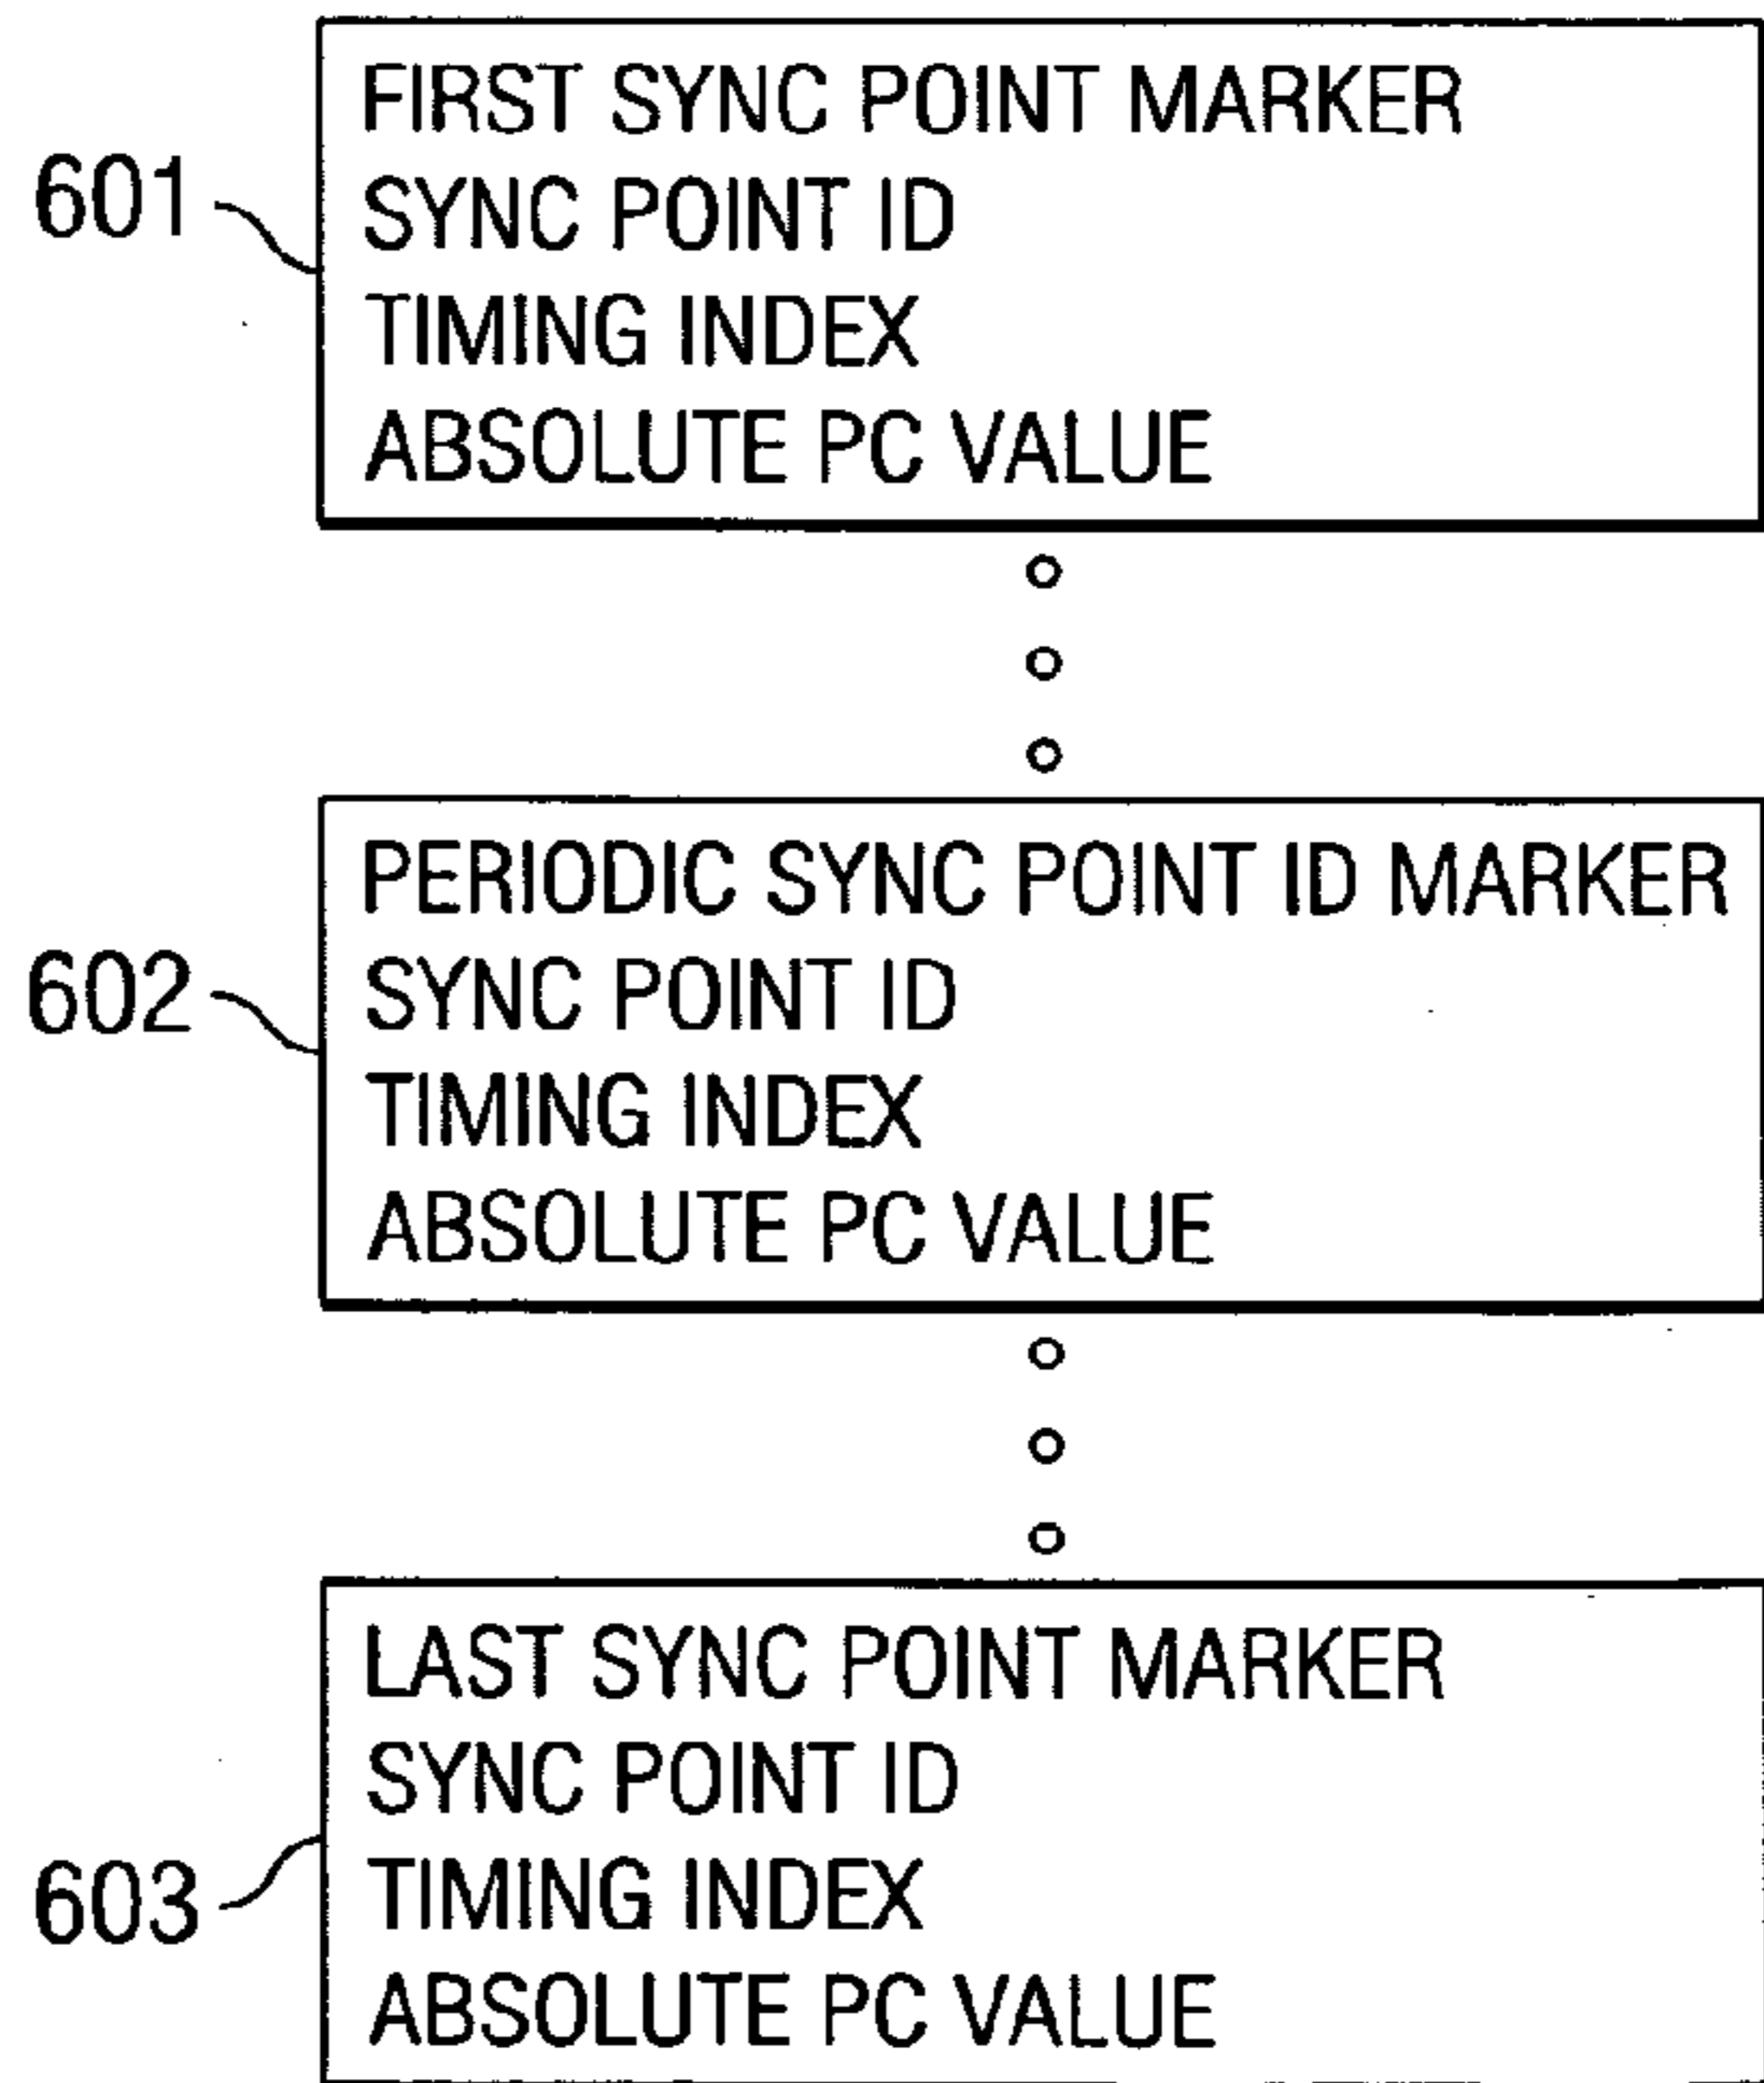 601
FIRST SYNC POINT MARKER
SYNC POINT ID
TIMING INDEX
ABSOLUTE PC VALUE
602
PERIODIC SYNC POINT ID MARKER
SYNC POINT ID
TIMING INDEX
ABSOLUTE PC VALUE
603
LAST SYNC POINT MARKER
SYNC POINT ID
TIMING INDEX
ABSOLUTE PC VALUE